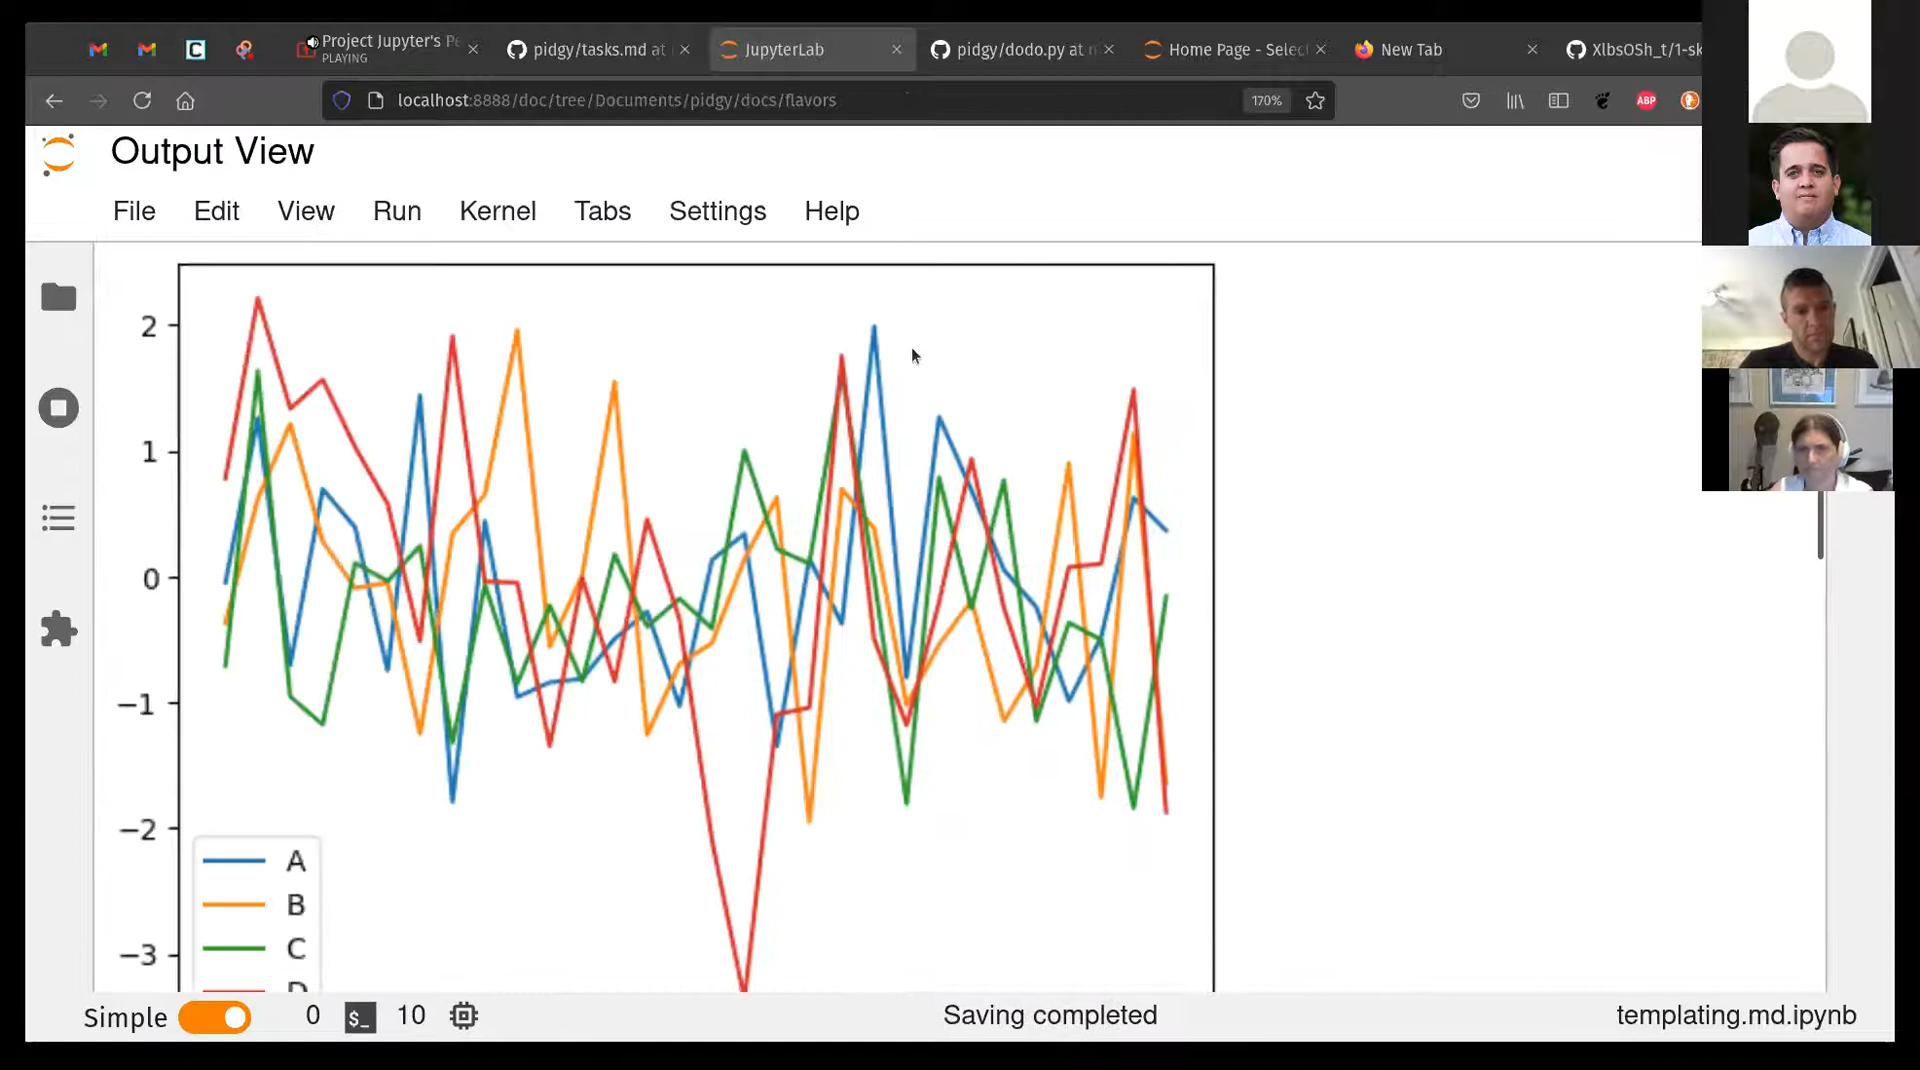 Project Jupyter's Pe
PLAYING
pidgy/tasks.md at
JupyterLab
pidgy/dodo.py at
Home Page - Select
New Tab
XlbsOSh_t/1-sk
localhost:8888/doc/tree/Documents/pidgy/docs/flavors
170%
ABP
Output View
File Edit View Run Kernel Tabs Settings Help
2
1
0
−1
−2
−3
A
B
C
D
Simple 0 $_ 10 Saving completed templating.md.ipynb